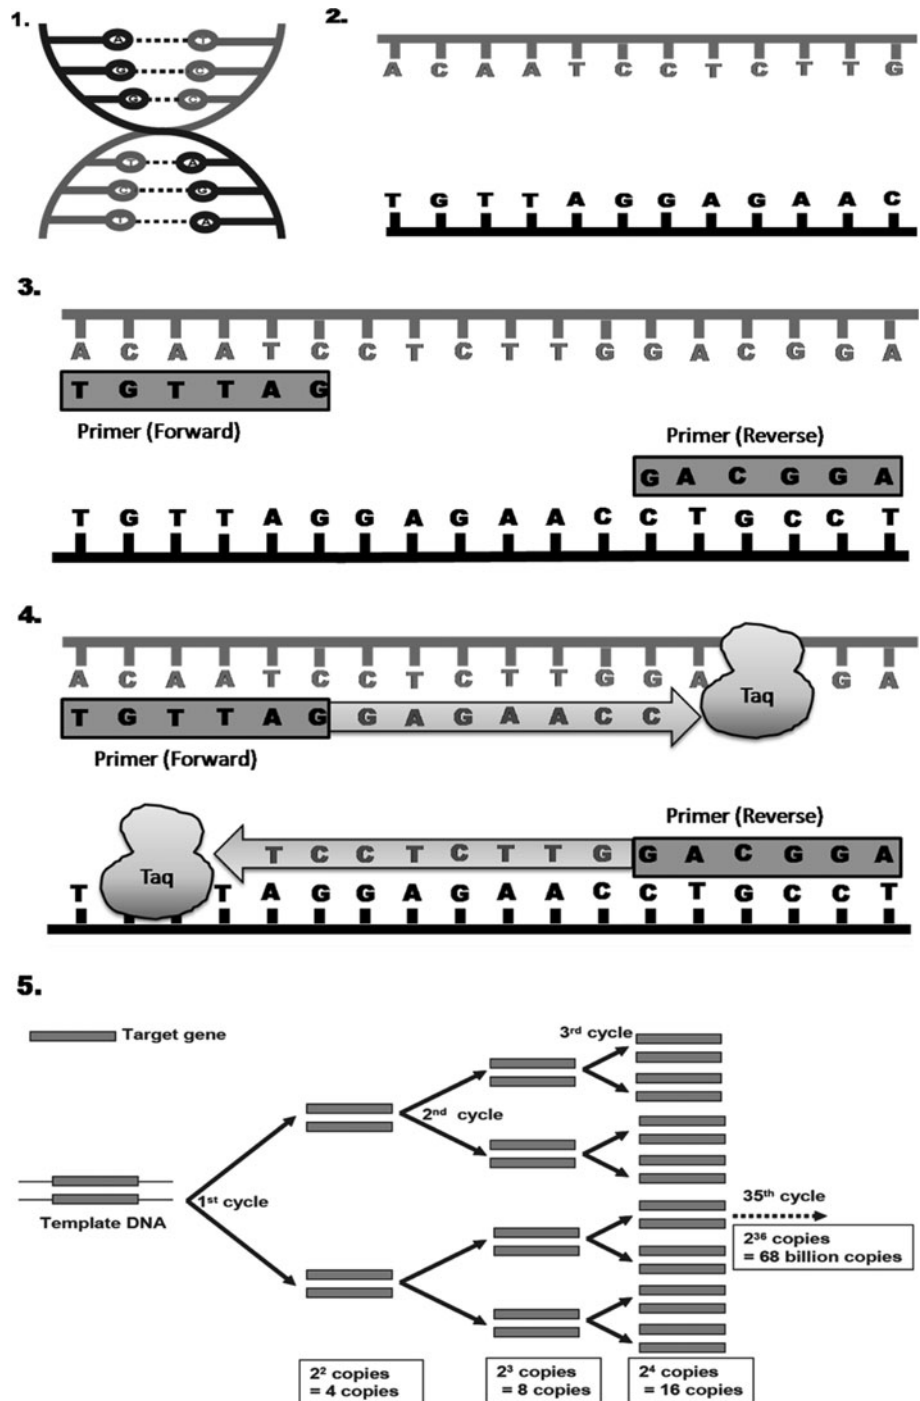 1.
A T
G C
G C
T A
C G
T A
2.
A C A A T C C T C T T G
T G T T A G G A G A A C
3.
A C A A T C C T C T T G G A C G G A
T G T T A G
Primer (Forward)
Primer (Reverse)
G A C G G A
T G T T A G G A G A A C C T G C C T
4.
A C A A T C C T C T T G G A G A
Taq
T G T T A G G A G A A C C
Primer (Forward)
Primer (Reverse)
T C C T C T T G G A C G G A
Taq
T T A G G A G A A C C T G C C T
5.
Target gene
3rd cycle
2nd cycle
1st cycle
Template DNA
35th cycle
2³⁶ copies
= 68 billion copies
2² copies
= 4 copies
2³ copies
= 8 copies
2⁴ copies
= 16 copies